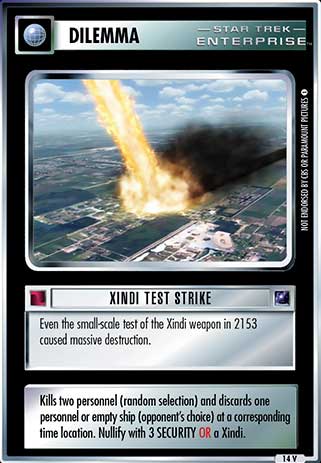 DILEMMA
STAR TREK
ENTERPRISE™
NOT ENDORSED BY CBS OR PARAMOUNT PICTURES
XINDI TEST STRIKE
Even the small-scale test of the Xindi weapon in 2153
caused massive destruction.
Kills two personnel (random selection) and discards one
personnel or empty ship (opponent's choice) at a corresponding
time location. Nullify with 3 SECURITY OR a Xindi.
14 V